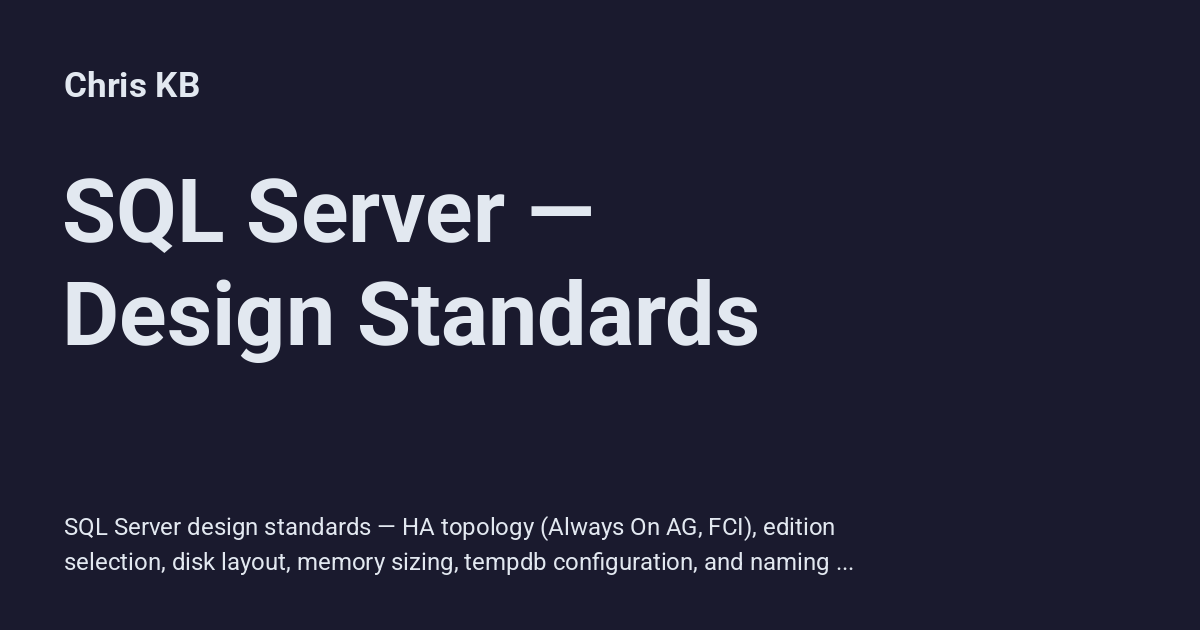 Chris KB
SQL Server —
Design Standards
SQL Server design standards — HA topology (Always On AG, FCI), edition
selection, disk layout, memory sizing, tempdb configuration, and naming ...